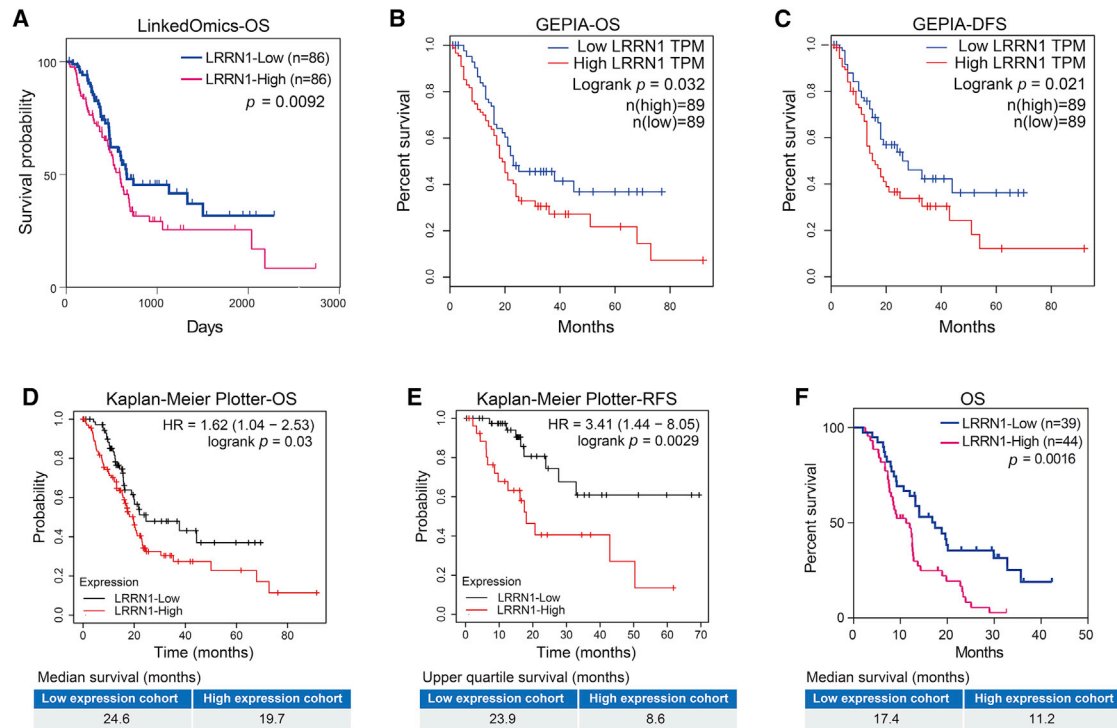 A
LinkedOmics-OS
LRRN1-Low (n=86)
LRRN1-High (n=86)
p = 0.0092
Survival probability
100
50
0
0 1000 2000 3000
Days
B
GEPIA-OS
Low LRRN1 TPM
High LRRN1 TPM
Logrank p = 0.032
n(high)=89
n(low)=89
Percent survival
1.0
0.8
0.6
0.4
0.2
0.0
0 20 40 60 80
Months
C
GEPIA-DFS
Low LRRN1 TPM
High LRRN1 TPM
Logrank p = 0.021
n(high)=89
n(low)=89
Percent survival
1.0
0.8
0.6
0.4
0.2
0.0
0 20 40 60 80
Months
D
Kaplan-Meier Plotter-OS
HR = 1.62 (1.04 − 2.53)
logrank p = 0.03
Probability
1.0
0.8
0.6
0.4
0.2
0.0
Expression
LRRN1-Low
LRRN1-High
0 20 40 60 80
Time (months)
Median survival (months)
Low expression cohort High expression cohort
24.6 19.7
E
Kaplan-Meier Plotter-RFS
HR = 3.41 (1.44 − 8.05)
logrank p = 0.0029
Probability
1.0
0.8
0.6
0.4
0.2
0.0
Expression
LRRN1-Low
LRRN1-High
0 10 20 30 40 50 60 70
Time (months)
Upper quartile survival (months)
Low expression cohort High expression cohort
23.9 8.6
F
OS
LRRN1-Low (n=39)
LRRN1-High (n=44)
p = 0.0016
Percent survival
100
50
0
0 10 20 30 40 50
Months
Median survival (months)
Low expression cohort High expression cohort
17.4 11.2